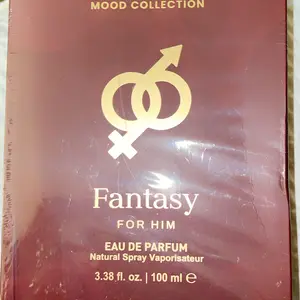 MOOD COLLECTION
Fantasy
FOR HIM
EAU DE PARFUM
Natural Spray Vaporisateur
3.38 fl. oz. | 100 ml ℮